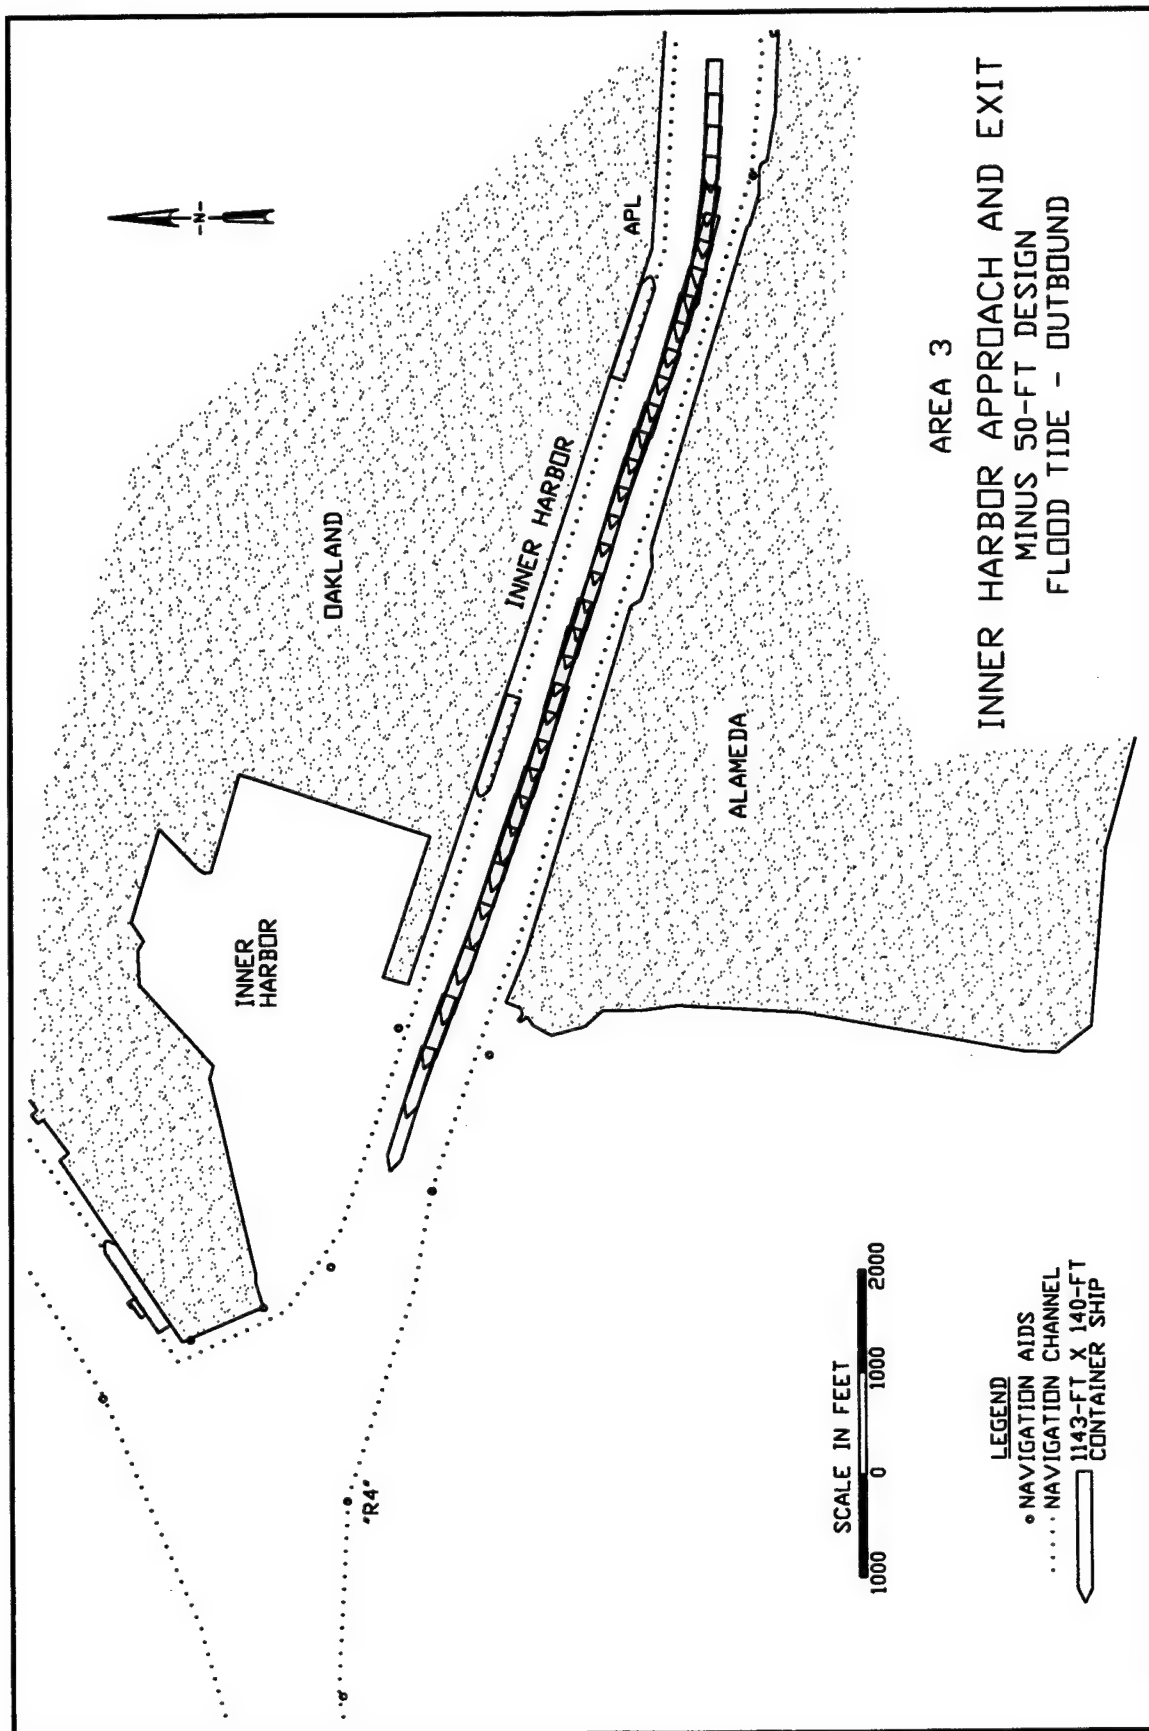 -N-
APL
INNER HARBOR
OAKLAND
INNER
HARBOR
ALAMEDA
"R4"
AREA 3
INNER HARBOR APPROACH AND EXIT
MINUS 50-FT DESIGN
FLOOD TIDE - OUTBOUND
SCALE IN FEET
1000 0 1000 2000
LEGEND
NAVIGATION AIDS
NAVIGATION CHANNEL
1143-FT X 140-FT
CONTAINER SHIP